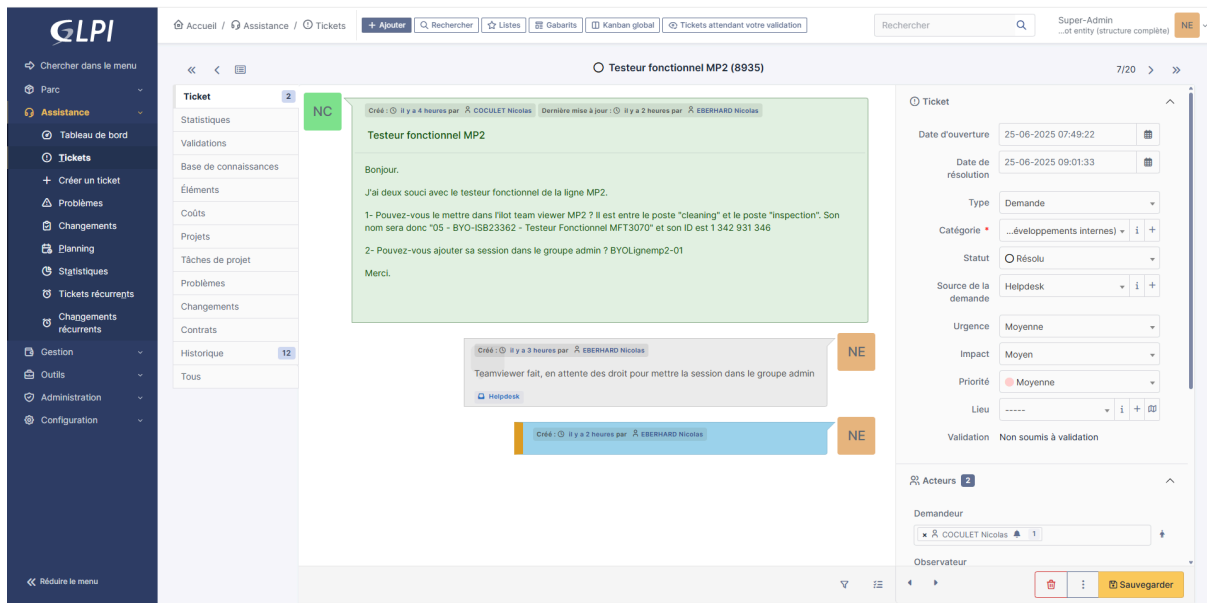 GLPI
Accueil / Assistance / Tickets
+ Ajouter
Rechercher
Listes
Gabarits
Kanban global
Tickets attendant votre validation
Rechercher
Super-Admin
...ot entity (structure complète)
NE
Chercher dans le menu
Parc
Assistance
Tableau de bord
Tickets
+ Créer un ticket
Problèmes
Changements
Planning
Statistiques
Tickets récurrents
Changements
récurrents
Gestion
Outils
Administration
Configuration
Réduire le menu
Testeur fonctionnel MP2 (8935)
7/20
Ticket 2
Statistiques
Validations
Base de connaissances
Éléments
Coûts
Projets
Tâches de projet
Problèmes
Changements
Contrats
Historique 12
Tous
NC
Créé : il y a 4 heures par COCULET Nicolas Dernière mise à jour : il y a 2 heures par EBERHARD Nicolas
Testeur fonctionnel MP2
Bonjour.
J'ai deux souci avec le testeur fonctionnel de la ligne MP2.
1- Pouvez-vous le mettre dans l'ilot team viewer MP2 ? Il est entre le poste "cleaning" et le poste "inspection". Son
nom sera donc "05 - BYO-ISB23362 - Testeur Fonctionnel MFT3070" et son ID est 1 342 931 346
2- Pouvez-vous ajouter sa session dans le groupe admin ? BYOLignemp2-01
Merci.
Créé : il y a 3 heures par EBERHARD Nicolas
NE
Teamviewer fait, en attente des droit pour mettre la session dans le groupe admin
Helpdesk
Créé : il y a 2 heures par EBERHARD Nicolas
NE
Ticket
Date d'ouverture 25-06-2025 07:49:22
Date de
résolution
25-06-2025 09:01:33
Type Demande
Catégorie * ...éveloppements internes) i +
Statut Résolu
Source de la
demande
Helpdesk i +
Urgence Moyenne
Impact Moyen
Priorité Moyenne
Lieu ----- i +
Validation Non soumis à validation
Acteurs 2
Demandeur
× COCULET Nicolas 1
Observateur
Sauvegarder